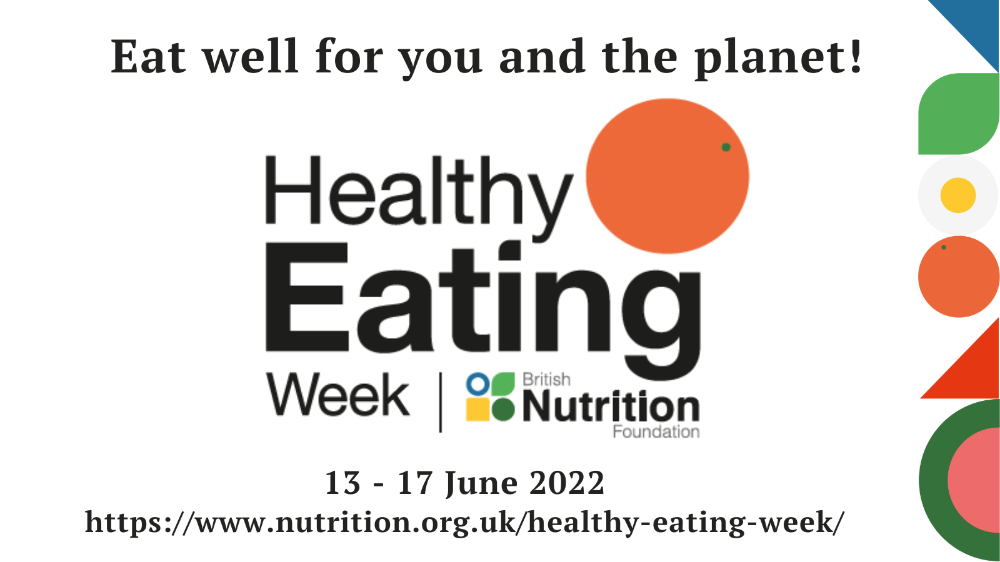 Eat well for you and the planet!
Healthy
Eating
Week
British
Nutrition
Foundation
13 - 17 June 2022
https://www.nutrition.org.uk/healthy-eating-week/